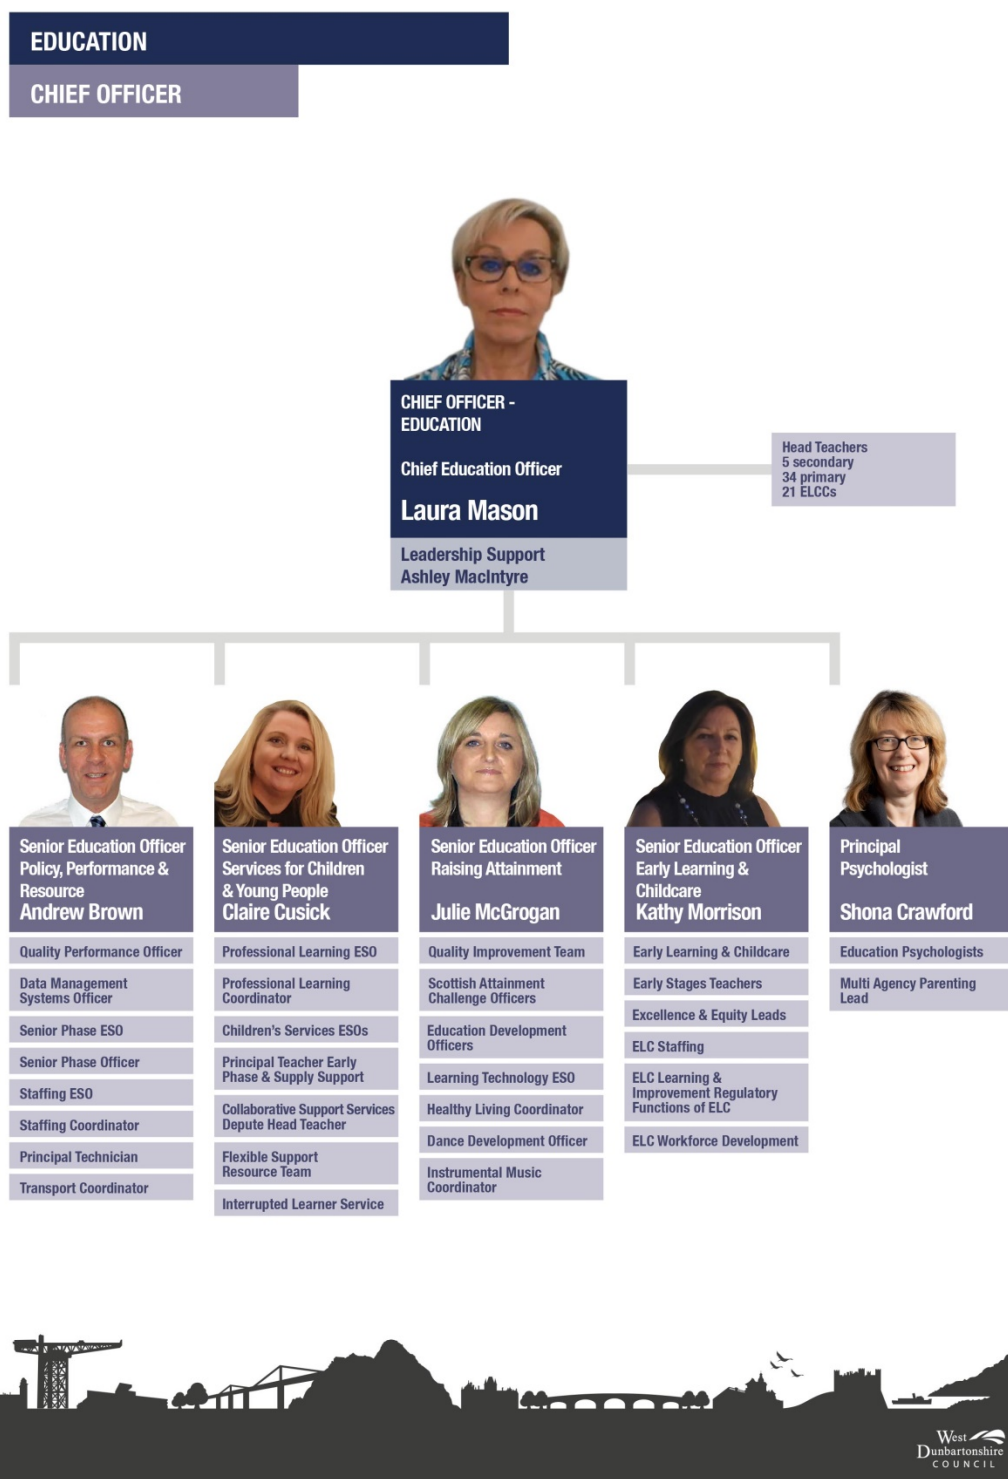 EDUCATION
CHIEF OFFICER
CHIEF OFFICER -
EDUCATION
Chief Education Officer
Laura Mason
Leadership Support
Ashley MacIntyre
Head Teachers
5 secondary
34 primary
21 ELCCs
Senior Education Officer
Policy, Performance &
Resource
Andrew Brown
Quality Performance Officer
Data Management
Systems Officer
Senior Phase ESO
Senior Phase Officer
Staffing ESO
Staffing Coordinator
Principal Technician
Transport Coordinator
Senior Education Officer
Services for Children
& Young People
Claire Cusick
Professional Learning ESO
Professional Learning
Coordinator
Children's Services ESOs
Principal Teacher Early
Phase & Supply Support
Collaborative Support Services
Depute Head Teacher
Flexible Support
Resource Team
Interrupted Learner Service
Senior Education Officer
Raising Attainment
Julie McGrogan
Quality Improvement Team
Scottish Attainment
Challenge Officers
Education Development
Officers
Learning Technology ESO
Healthy Living Coordinator
Dance Development Officer
Instrumental Music
Coordinator
Senior Education Officer
Early Learning &
Childcare
Kathy Morrison
Early Learning & Childcare
Early Stages Teachers
Excellence & Equity Leads
ELC Staffing
ELC Learning &
Improvement Regulatory
Functions of ELC
ELC Workforce Development
Principal
Psychologist
Shona Crawford
Education Psychologists
Multi Agency Parenting
Lead
West
Dunbartonshire
COUNCIL